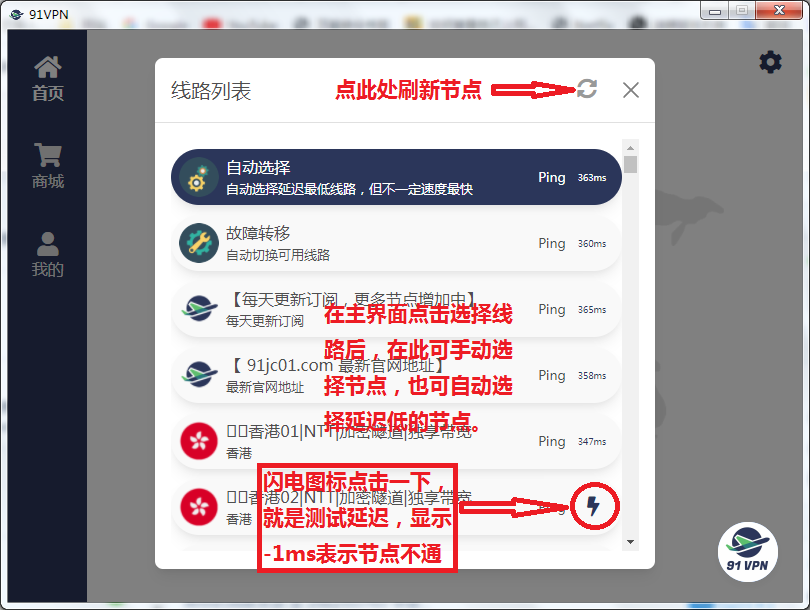 91VPN
首页
商城
我的
线路列表
点此处刷新节点
自动选择
自动选择延迟最低线路，但不一定速度最快
Ping 363ms
故障转移
自动切换可用线路
Ping 360ms
【每天更新订阅，更多节点增加中】
每天更新订阅
Ping 365ms
在主界面点击选择线
路后，在此可手动选
择节点，也可自动选
择延迟低的节点。
【 91jc01.com 最新官网地址】
最新官网地址
Ping 358ms
香港01|NTT|加密隧道|独享带宽
香港
Ping 347ms
香港02|NTT|加密隧道|独享带宽
香港
闪电图标点击一下，
就是测试延迟，显示
-1ms表示节点不通
91 VPN